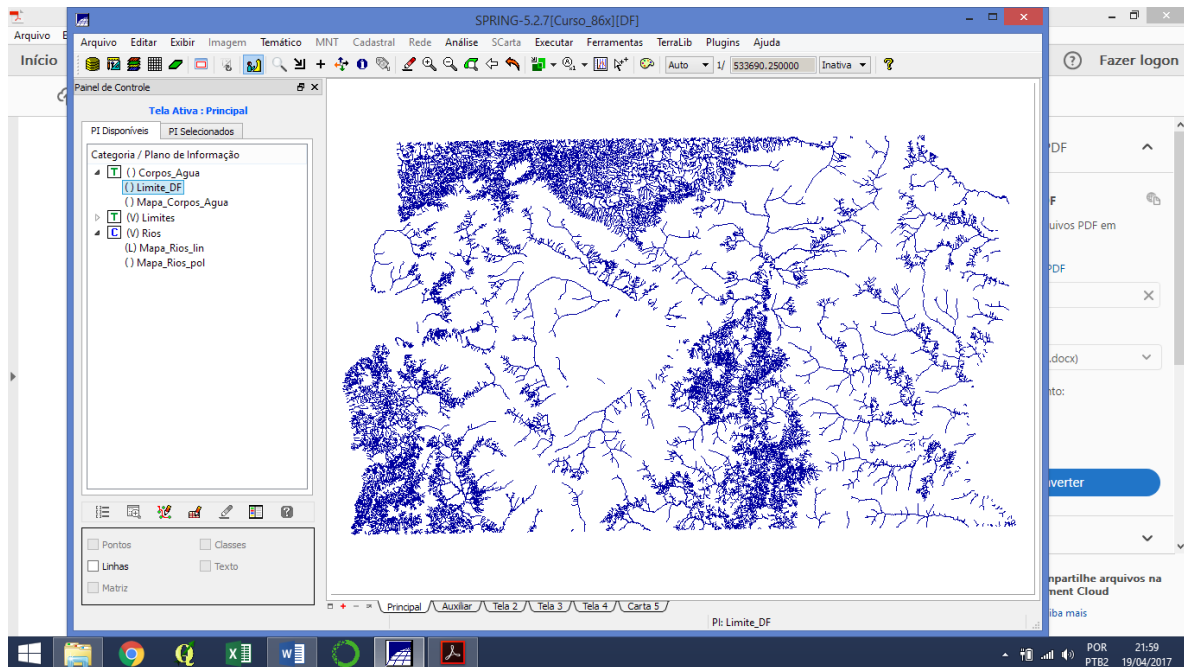 SPRING-5.2.7[Curso_86x][DF]
Arquivo
Arquivo Editar Exibir Imagem Temático MNT Cadastral Rede Análise SCarta Executar Ferramentas TerraLib Plugins Ajuda
Início
Auto 1/ 533690.250000 Inativa
Fazer logon
Painel de Controle
Tela Ativa : Principal
PI Disponíveis PI Selecionados
Categoria / Plano de Informação
T () Corpos_Agua
() Limite_DF
() Mapa_Corpos_Agua
T (V) Limites
C (V) Rios
(L) Mapa_Rios_lin
() Mapa_Rios_pol
Pontos Classes
Linhas Texto
Matriz
Principal Auxiliar Tela 2 Tela 3 Tela 4 Carta 5
PI: Limite_DF
PDF
F
uivos PDF em
PDF
.docx)
nto:
verter
mpartilhe arquivos na
ment Cloud
iba mais
POR 21:59
PTB2 19/04/2017